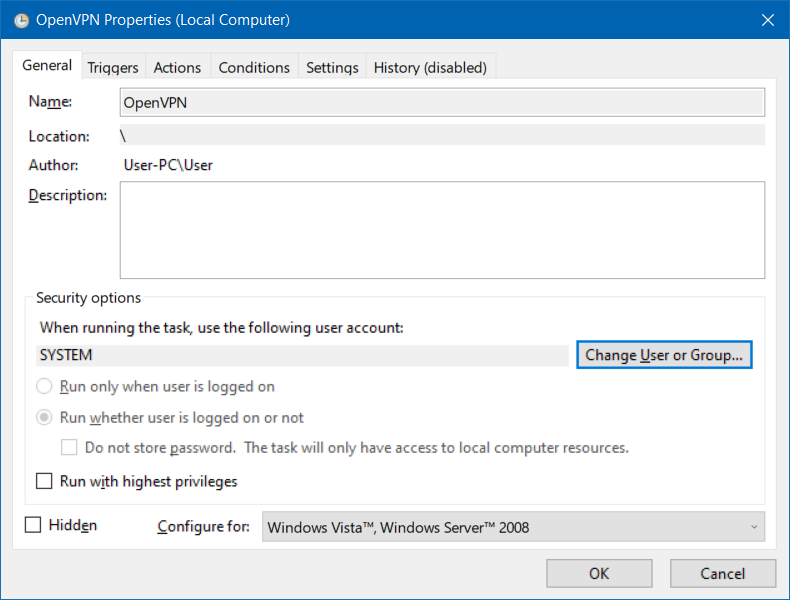 OpenVPN Properties (Local Computer)
General Triggers Actions Conditions Settings History (disabled)
Name: OpenVPN
Location: \
Author: User-PC\User
Description:
Security options
When running the task, use the following user account:
SYSTEM Change User or Group...
Run only when user is logged on
Run whether user is logged on or not
Do not store password. The task will only have access to local computer resources.
Run with highest privileges
Hidden Configure for: Windows Vista™, Windows Server™ 2008
OK Cancel